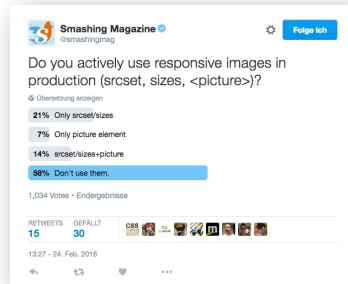 Smashing Magazine
@smashingmag
Folge ich
Do you actively use responsive images in
production (srcset, sizes, <picture>)?
Übersetzung anzeigen
21% Only srcset/sizes
7% Only picture element
14% srcset/sizes+picture
58% Don't use them.
1,034 Votes • Endergebnisse
RETWEETS GEFÄLLT
15 30
13:27 - 24. Feb. 2016